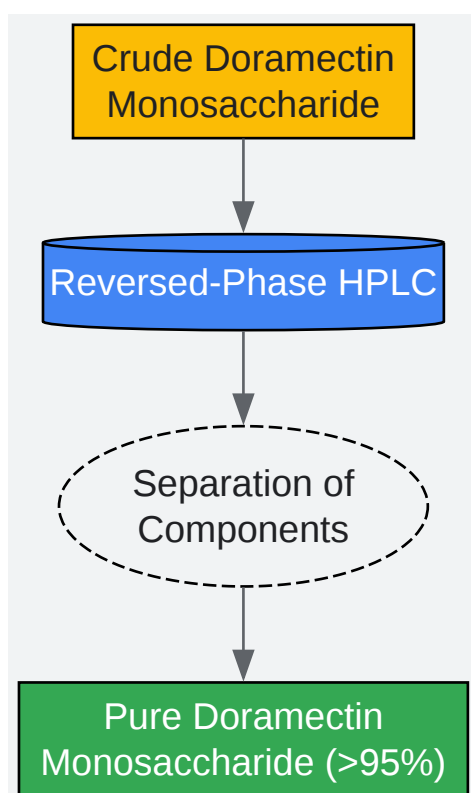 Crude Doramectin
Monosaccharide
Reversed-Phase HPLC
Separation of
Components
Pure Doramectin
Monosaccharide (>95%)